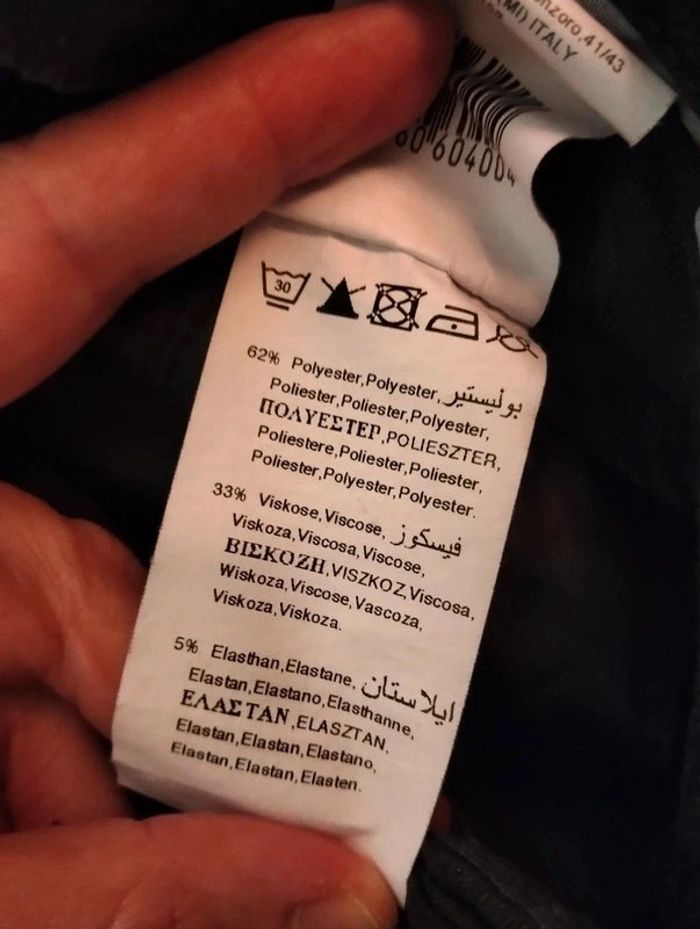 nzoro,41/43
(MI) ITALY
60 604004
30
62% Polyester,Polyester, بوليستير
Poliester,Poliester,Polyester,
ΠΟΛΥΕΣΤΕΡ,POLIESZTER,
Poliestere,Poliester,Poliester,
Poliester,Polyester,Polyester.
33% Viskose,Viscose, فيسكوز
Viskoza,Viscosa,Viscose,
ΒΙΣΚΟΖΗ,VISZKOZ,Viscosa,
Wiskoza,Viscose,Vascoza,
Viskoza,Viskoza.
5% Elasthan,Elastane, ايلاستان
Elastan,Elastano,Elasthanne,
ΕΛΑΣΤΑΝ,ELASZTAN,
Elastan,Elastan,Elastano,
Elastan,Elastan,Elasten.